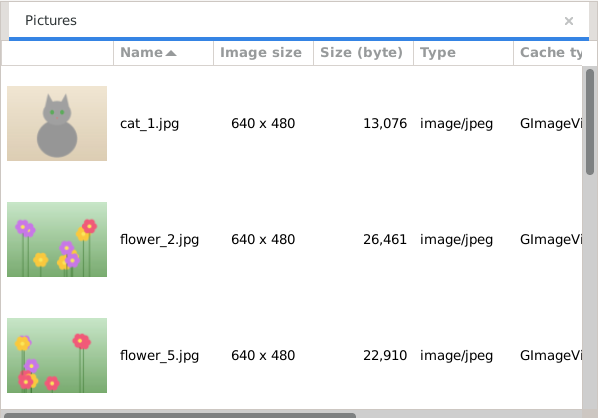 Pictures ×
Name Image size Size (byte) Type Cache ty
cat_1.jpg 640 x 480 13,076 image/jpeg GImageVi
flower_2.jpg 640 x 480 26,461 image/jpeg GImageVi
flower_5.jpg 640 x 480 22,910 image/jpeg GImageVi